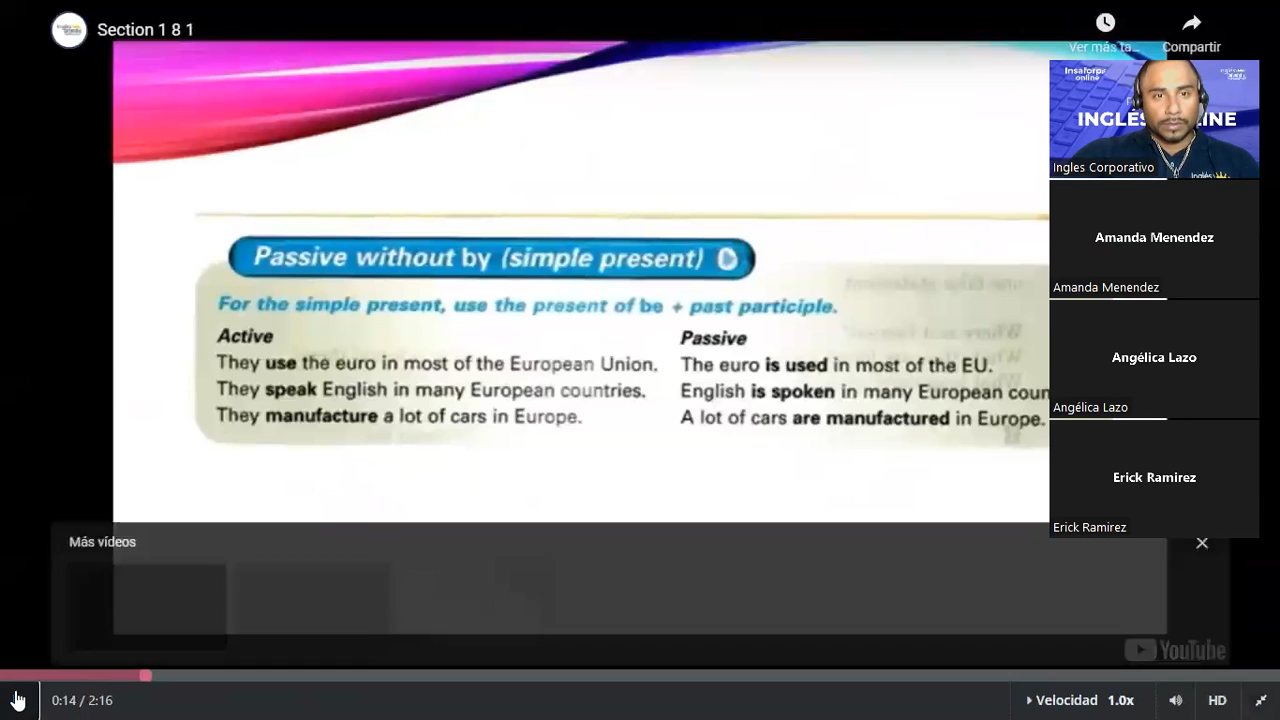 Section 1 8 1
Ver más ta...
Compartir
Insaforp
online
INGLÉS ONLINE
Ingles Corporativo
Amanda Menendez
Amanda Menendez
Angélica Lazo
Angélica Lazo
Erick Ramirez
Erick Ramirez
Passive without by (simple present)
For the simple present, use the present of be + past participle.
Active
Passive
They use the euro in most of the European Union.
The euro is used in most of the EU.
They speak English in many European countries.
English is spoken in many European coun
They manufacture a lot of cars in Europe.
A lot of cars are manufactured in Europe.
Más vídeos
YouTube
0:14 / 2:16
Velocidad 1.0x
HD